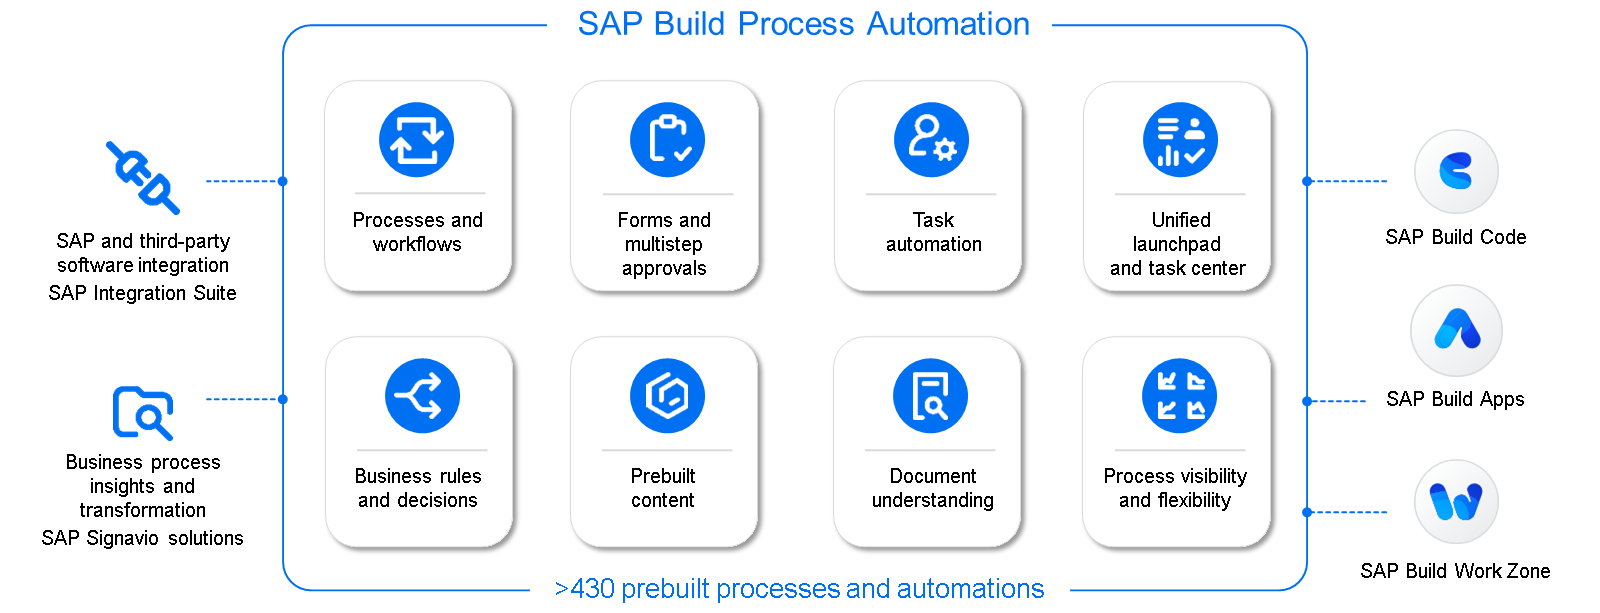 SAP Build Process Automation
SAP and third-party
software integration
SAP Integration Suite
Business process
insights and
transformation
SAP Signavio solutions
Processes and
workflows
Forms and
multistep
approvals
Task
automation
Unified
launchpad
and task center
Business rules
and decisions
Prebuilt
content
Document
understanding
Process visibility
and flexibility
>430 prebuilt processes and automations
SAP Build Code
SAP Build Apps
SAP Build Work Zone